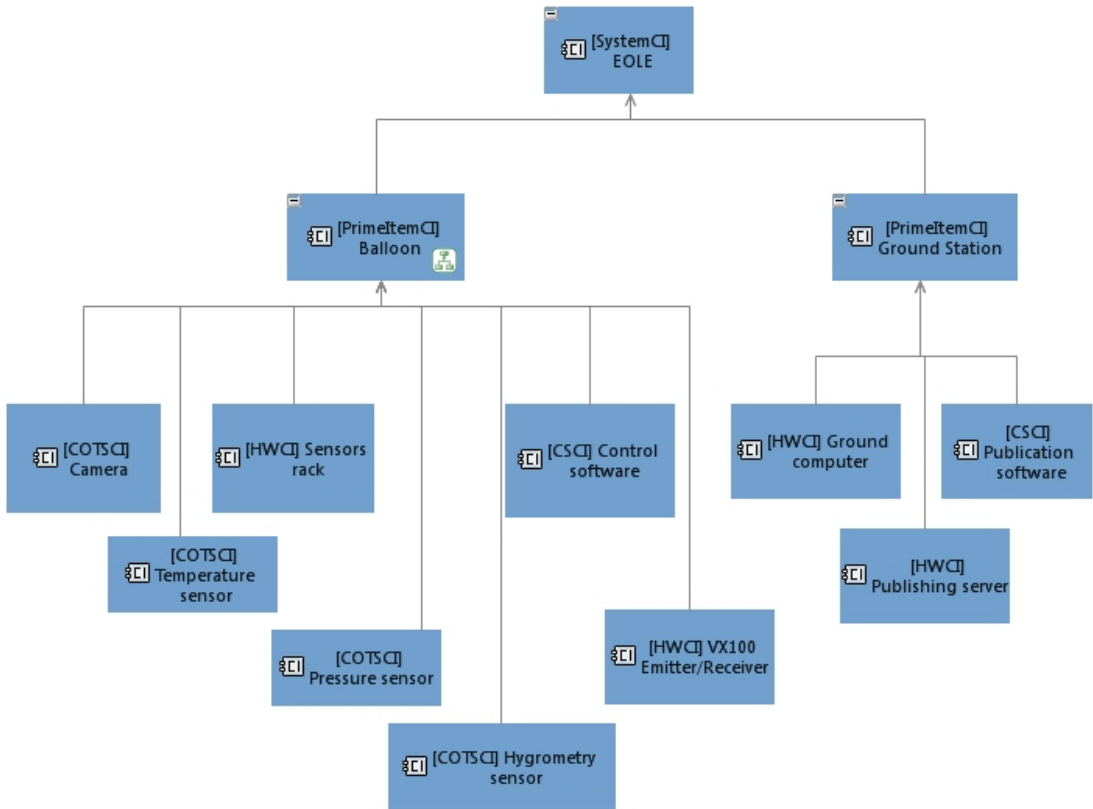 [SystemCI]
EOLE
[PrimeItemCI]
Balloon
[PrimeItemCI]
Ground Station
[COTSCI]
Camera
[HWCI] Sensors
rack
[CSCI] Control
software
[HWCI] Ground
computer
[CSCI]
Publication
software
[COTSCI]
Temperature
sensor
[HWCI]
Publishing server
[COTSCI]
Pressure sensor
[HWCI] VX100
Emitter/Receiver
[COTSCI] Hygrometry
sensor